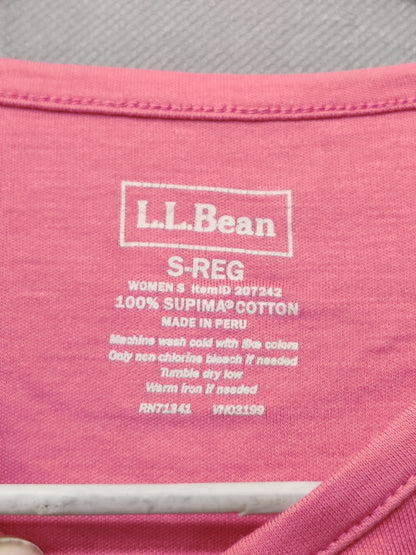 L.L.Bean
S-REG
WOMEN S ItemID 207242
100% SUPIMA® COTTON
MADE IN PERU
Machine wash cold with like colors
Only non-chlorine bleach if needed
Tumble dry low
Warm iron if needed
RN71341 VN03199